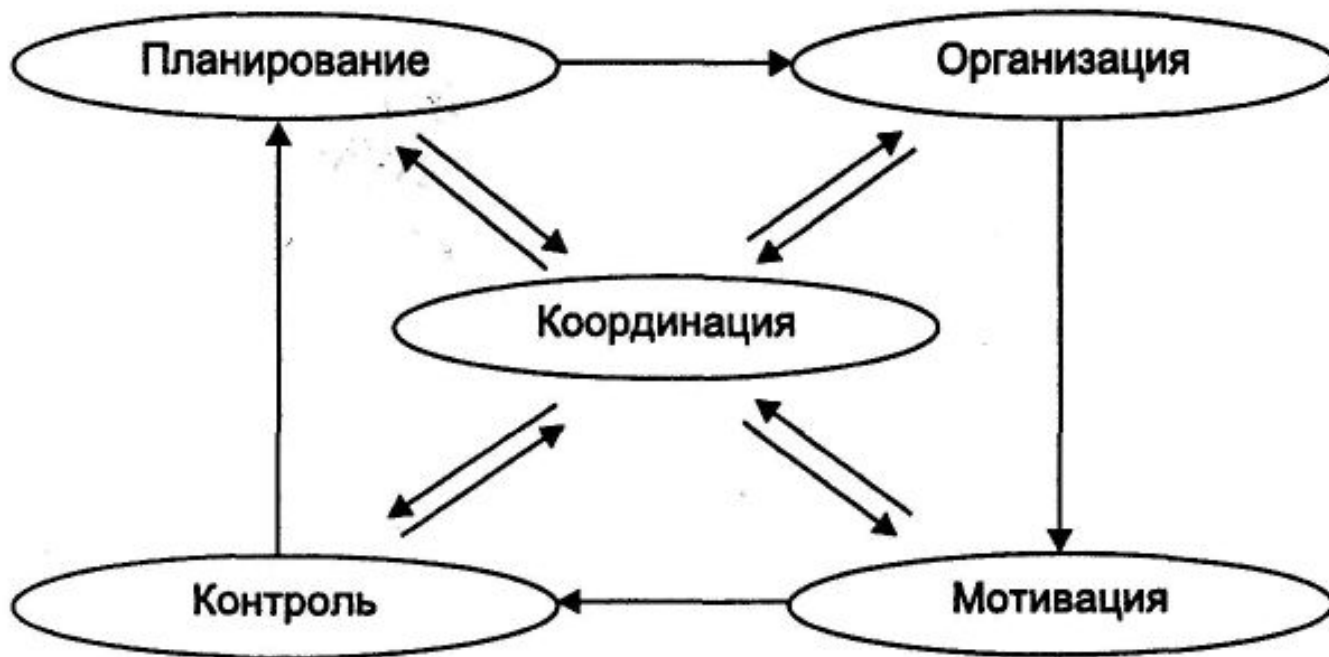 Планирование
Организация
Координация
Контроль
Мотивация